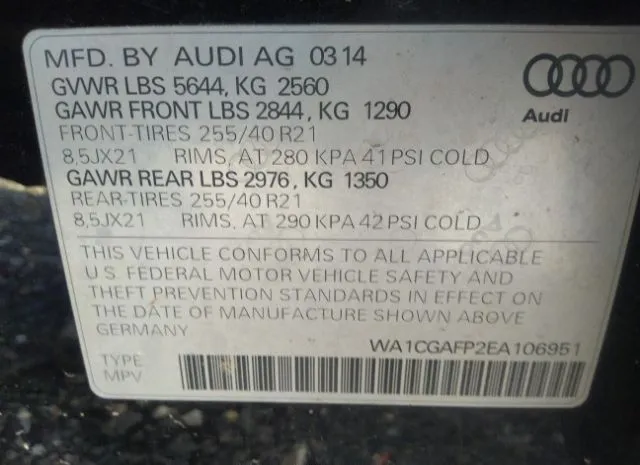 MFD. BY AUDI AG 03 14
GVWR LBS 5644, KG 2560
GAWR FRONT LBS 2844, KG 1290
FRONT-TIRES 255/40 R21
8,5JX21 RIMS, AT 280 KPA 41 PSI COLD
GAWR REAR LBS 2976, KG 1350
REAR-TIRES 255/40 R21
8,5JX21 RIMS, AT 290 KPA 42 PSI COLD
Audi
THIS VEHICLE CONFORMS TO ALL APPLICABLE
U.S. FEDERAL MOTOR VEHICLE SAFETY AND
THEFT PREVENTION STANDARDS IN EFFECT ON
THE DATE OF MANUFACTURE SHOWN ABOVE
GERMANY
WA1CGAFP2EA106951
TYPE
MPV